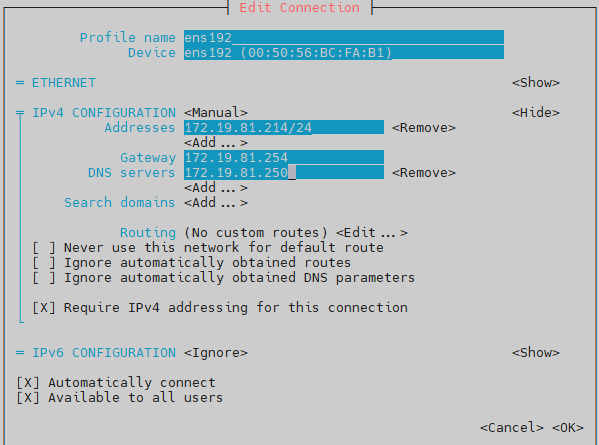 Edit Connection
Profile name ens192
Device ens192 (00:50:56:BC:FA:B1)
= ETHERNET <Show>
= IPv4 CONFIGURATION <Manual> <Hide>
Addresses 172.19.81.214/24 <Remove>
<Add...>
Gateway 172.19.81.254
DNS servers 172.19.81.250 <Remove>
<Add...>
Search domains <Add...>
Routing (No custom routes) <Edit...>
[ ] Never use this network for default route
[ ] Ignore automatically obtained routes
[ ] Ignore automatically obtained DNS parameters
[X] Require IPv4 addressing for this connection
= IPv6 CONFIGURATION <Ignore> <Show>
[X] Automatically connect
[X] Available to all users
<Cancel> <OK>